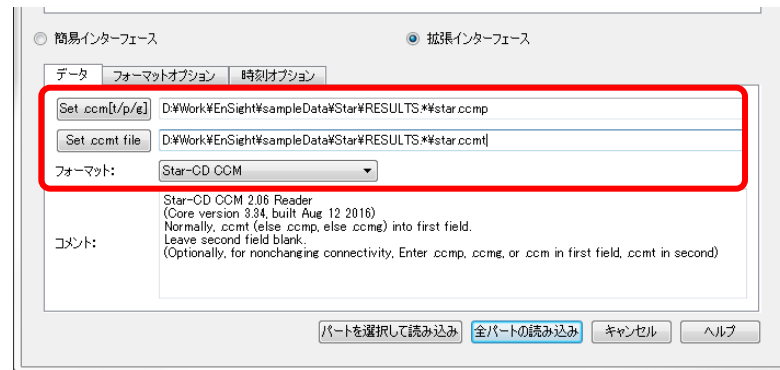 簡易インターフェース 拡張インターフェース
データ フォーマットオプション 時刻オプション
Set .ccm[t/p/g] D:¥Work¥EnSight¥sampleData¥Star¥RESULTS.*¥star.ccmp
Set .ccmt file D:¥Work¥EnSight¥sampleData¥Star¥RESULTS.*¥star.ccmt
フォーマット: Star-CD CCM
コメント:
Star-CD CCM 2.06 Reader
(Core version 3.34, built Aug 12 2016)
Normally, .ccmt (else .ccmp, else .ccmg) into first field.
Leave second field blank.
(Optionally, for nonchanging connectivity, Enter .ccmp, .ccmg, or .ccm in first field, .ccmt in second)
パートを選択して読み込み 全パートの読み込み キャンセル ヘルプ